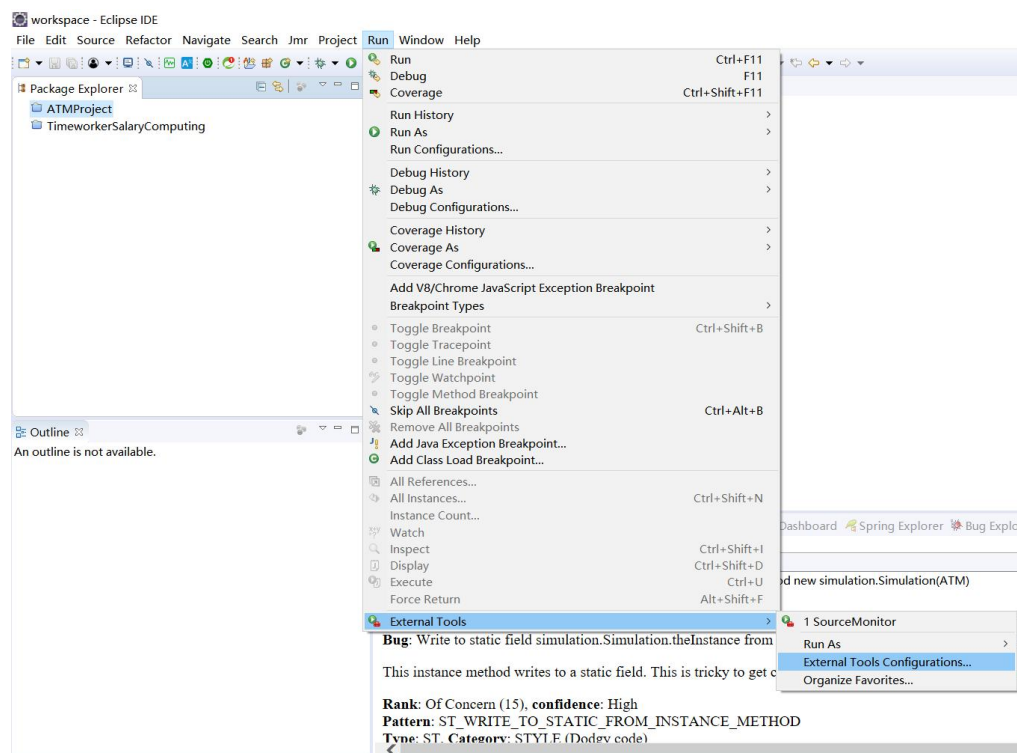 workspace - Eclipse IDE
File Edit Source Refactor Navigate Search Jmr Project Run Window Help
Package Explorer
ATMProject
TimeworkerSalaryComputing
Run Ctrl+F11
Debug F11
Coverage Ctrl+Shift+F11
Run History
Run As
Run Configurations...
Debug History
Debug As
Debug Configurations...
Coverage History
Coverage As
Coverage Configurations...
Add V8/Chrome JavaScript Exception Breakpoint
Breakpoint Types
Toggle Breakpoint Ctrl+Shift+B
Toggle Tracepoint
Toggle Line Breakpoint
Toggle Watchpoint
Toggle Method Breakpoint
Skip All Breakpoints Ctrl+Alt+B
Remove All Breakpoints
Add Java Exception Breakpoint...
Add Class Load Breakpoint...
Outline
An outline is not available.
All References...
All Instances... Ctrl+Shift+N
Instance Count...
Watch
Inspect Ctrl+Shift+I
Display Ctrl+Shift+D
Execute Ctrl+U
Force Return Alt+Shift+F
External Tools
Dashboard Spring Explorer Bug Explo
d new simulation.Simulation(ATM)
1 SourceMonitor
Run As
External Tools Configurations...
Organize Favorites...
Bug: Write to static field simulation.Simulation.theInstance from
This instance method writes to a static field. This is tricky to get c
Rank: Of Concern (15), confidence: High
Pattern: ST_WRITE_TO_STATIC_FROM_INSTANCE_METHOD
Type: ST, Category: STYLE (Dodgy code)